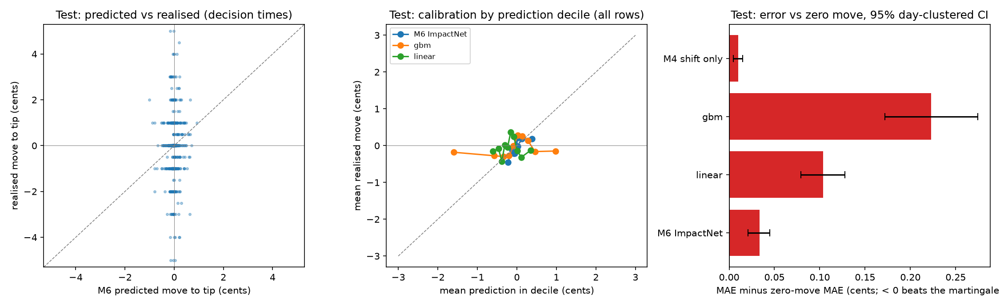 Test: predicted vs realised (decision times)
realised move to tip (cents)
4
2
0
−2
−4
−4
−2
0
2
4
M6 predicted move to tip (cents)
Test: calibration by prediction decile (all rows)
M6 ImpactNet
gbm
linear
mean realised move (cents)
3
2
1
0
−1
−2
−3
−3
−2
−1
0
1
2
3
mean prediction in decile (cents)
Test: error vs zero move, 95% day-clustered CI
M4 shift only
gbm
linear
M6 ImpactNet
0.00
0.05
0.10
0.15
0.20
0.25
MAE minus zero-move MAE (cents; < 0 beats the martingale